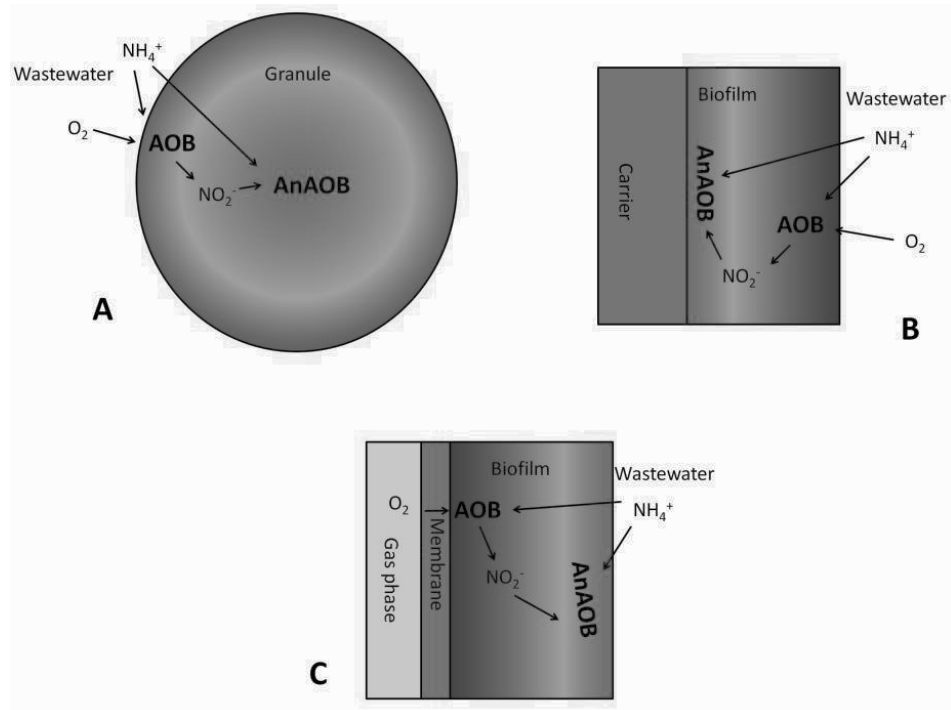 NH₄⁺
Wastewater
Granule
O₂
AOB
NO₂⁻
AnAOB
A
Biofilm
Wastewater
NH₄⁺
Carrier
AnAOB
AOB
O₂
NO₂⁻
B
Biofilm
Wastewater
O₂
AOB
NH₄⁺
Gas phase
Membrane
NO₂⁻
AnAOB
C